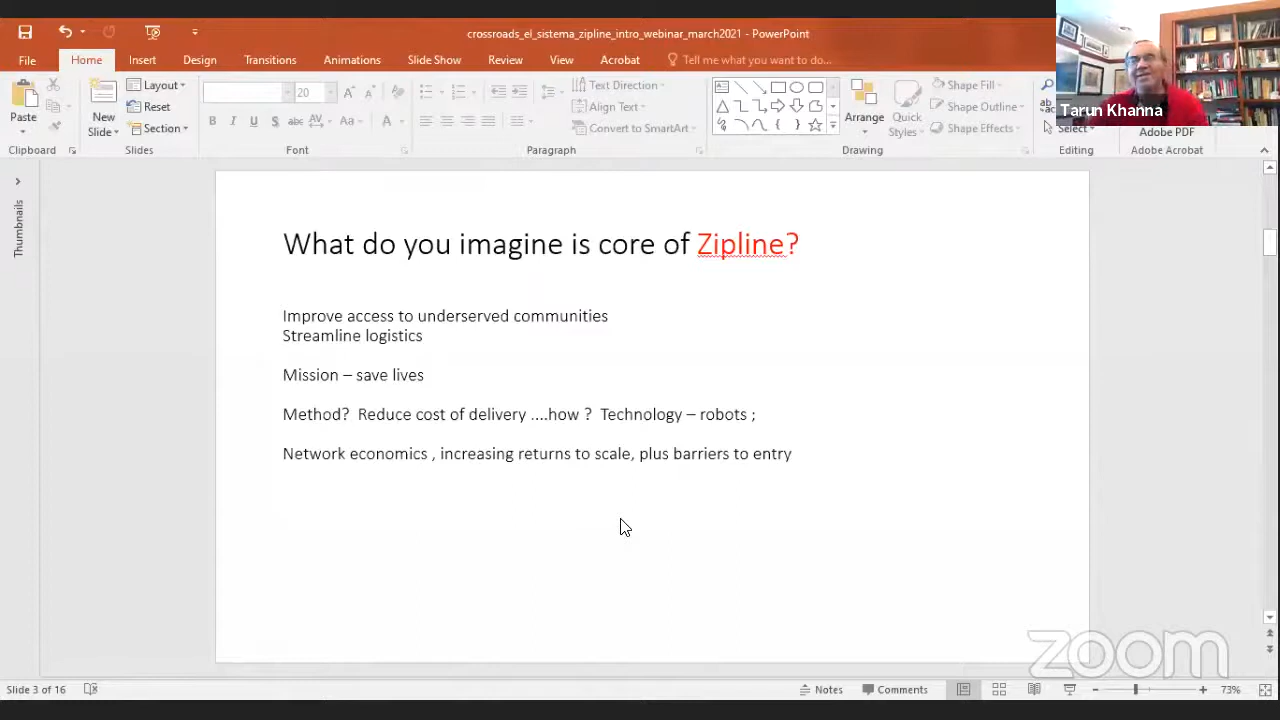 crossroads_el_sistema_zipline_intro_webinar_march2021 - PowerPoint
File Home Insert Design Transitions Animations Slide Show Review View Acrobat Tell me what you want to do...
Paste
New Slide
Layout
Reset
Section
20
B I U S abc AV Aa A
Text Direction
Align Text
Convert to SmartArt
Arrange
Quick Styles
Shape Fill
Shape Outline
Shape Effects
Select
Adobe PDF
Clipboard Slides Font Paragraph Drawing Editing Adobe Acrobat
Tarun Khanna
Thumbnails
What do you imagine is core of Zipline?
Improve access to underserved communities
Streamline logistics
Mission – save lives
Method? Reduce cost of delivery ....how ? Technology – robots ;
Network economics , increasing returns to scale, plus barriers to entry
zoom
Slide 3 of 16 Notes Comments 73%